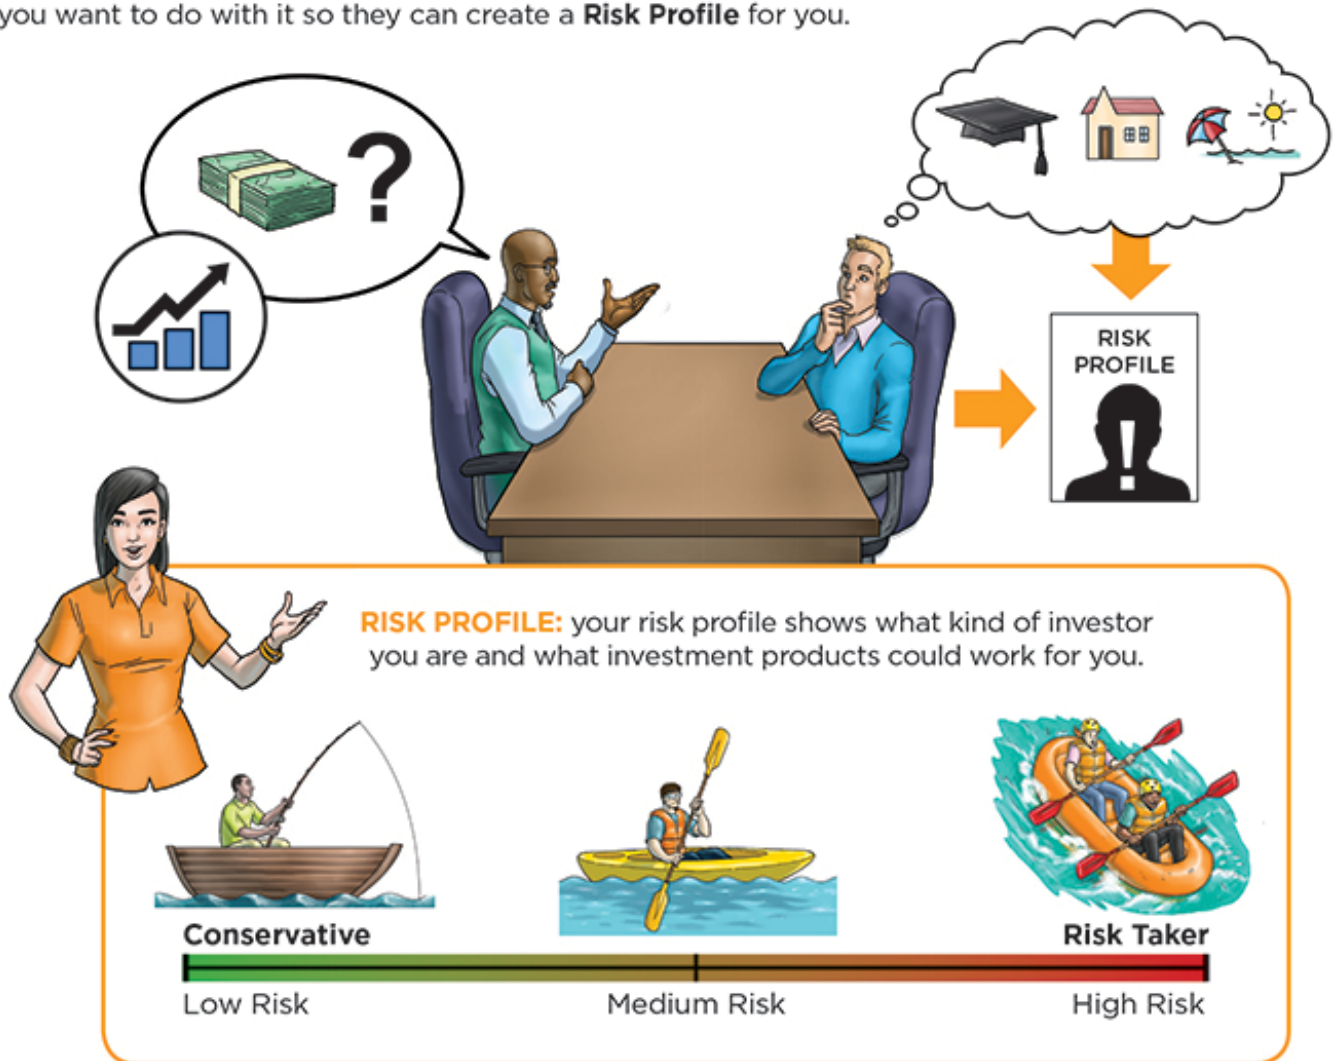 you want to do with it so they can create a Risk Profile for you.
?
RISK
PROFILE
!
RISK PROFILE: your risk profile shows what kind of investor
you are and what investment products could work for you.
Conservative
Risk Taker
Low Risk
Medium Risk
High Risk